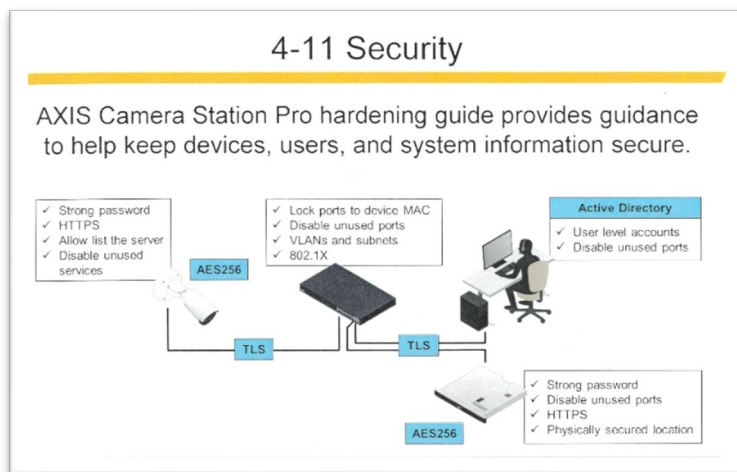 4-11 Security
AXIS Camera Station Pro hardening guide provides guidance
to help keep devices, users, and system information secure.
✓ Strong password
✓ HTTPS
✓ Allow list the server
✓ Disable unused
services
AES256
✓ Lock ports to device MAC
✓ Disable unused ports
✓ VLANs and subnets
✓ 802.1X
Active Directory
✓ User level accounts
✓ Disable unused ports
TLS
TLS
AES256
✓ Strong password
✓ Disable unused ports
✓ HTTPS
✓ Physically secured location